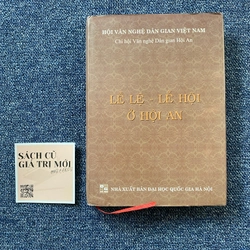 HỘI VĂN NGHỆ DÂN GIAN VIỆT NAM
Chi hội Văn nghệ Dân gian Hội An
LỄ LỆ - LỄ HỘI
Ở HỘI AN
NHÀ XUẤT BẢN ĐẠI HỌC QUỐC GIA HÀ NỘI
SÁCH CŨ
GIÁ TRỊ MỚI